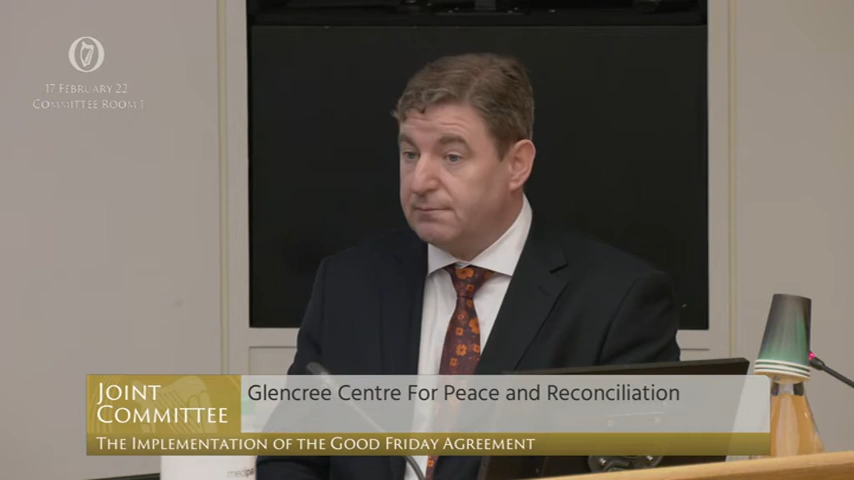 17 February 22
Committee Room 1
Joint
Committee
Glencree Centre For Peace and Reconciliation
The Implementation of the Good Friday Agreement